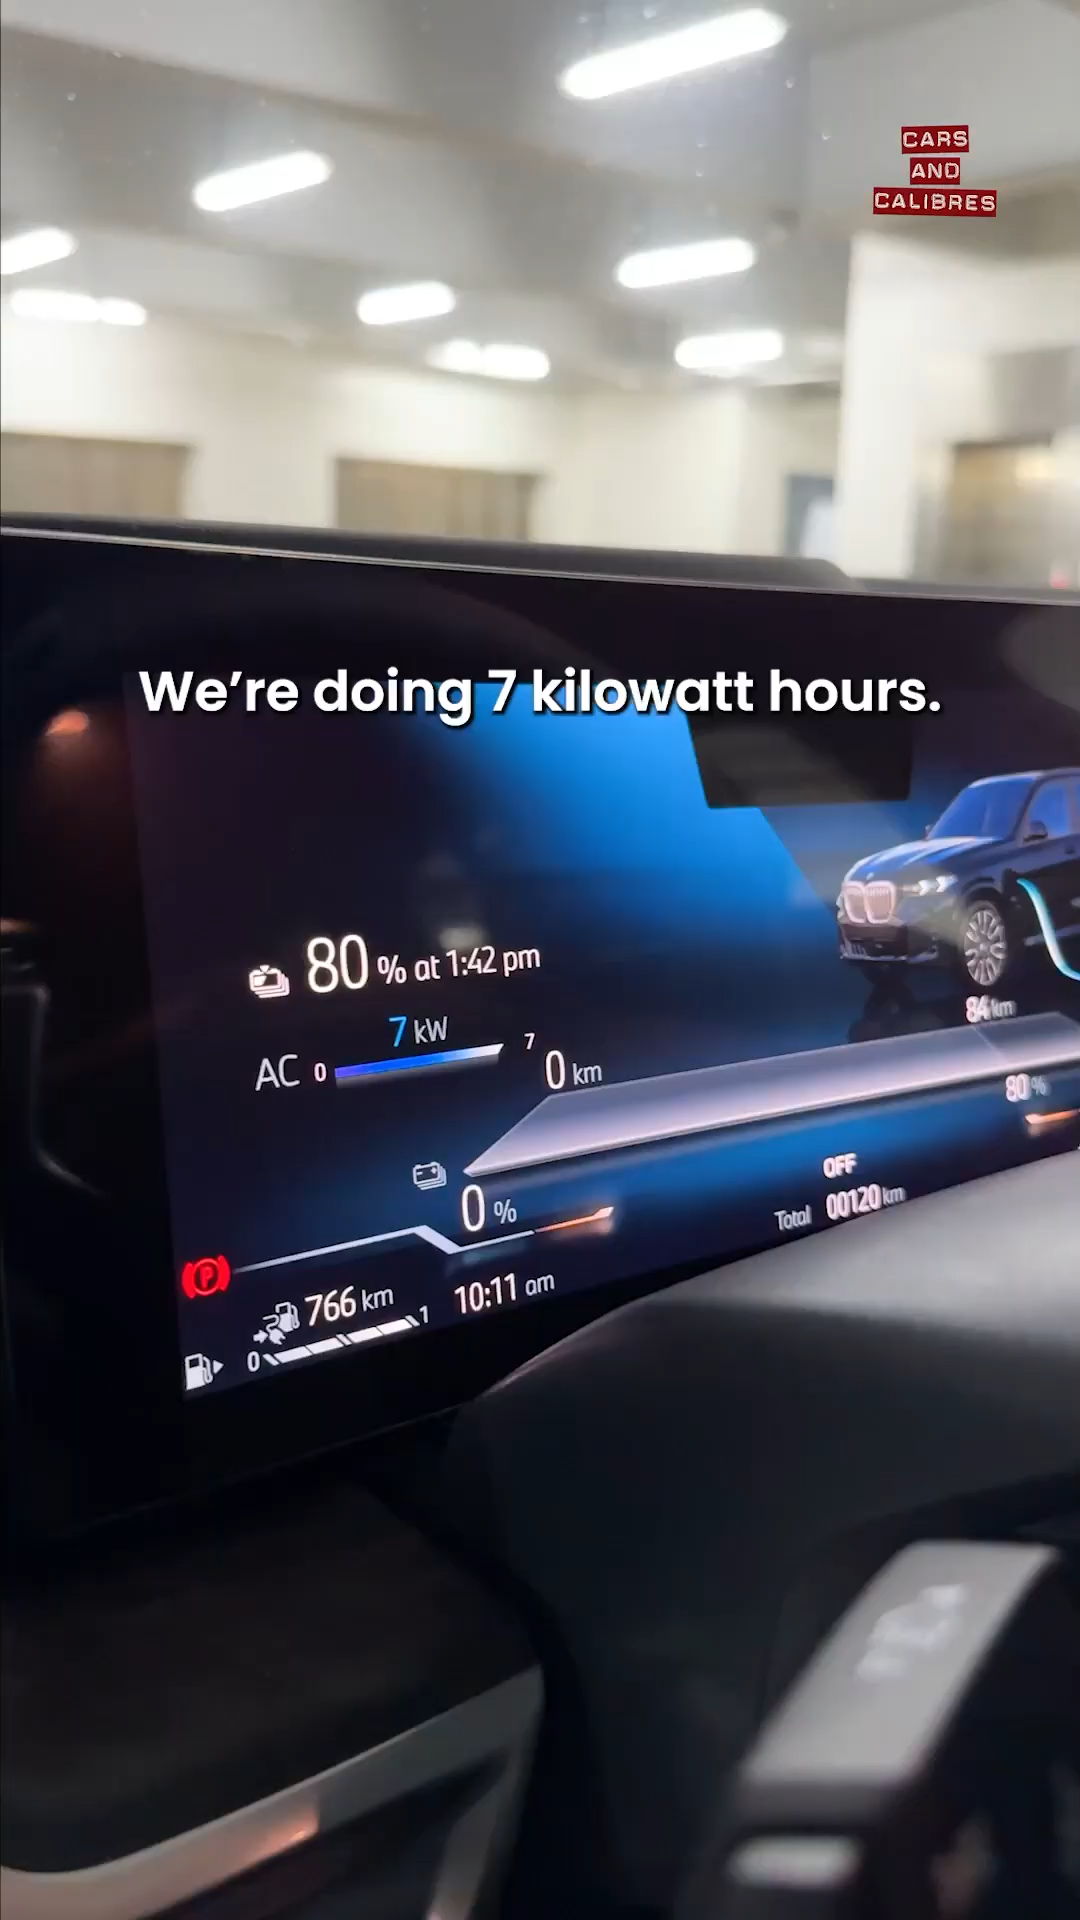 CARS
AND
CALIBRES
We're doing 7 kilowatt hours.
80 % at 1:42 pm
7 kW
AC 0 7
0 km
84 km
80 %
0 %
OFF
Total 00120 km
P
766 km
10:11 am
0 1